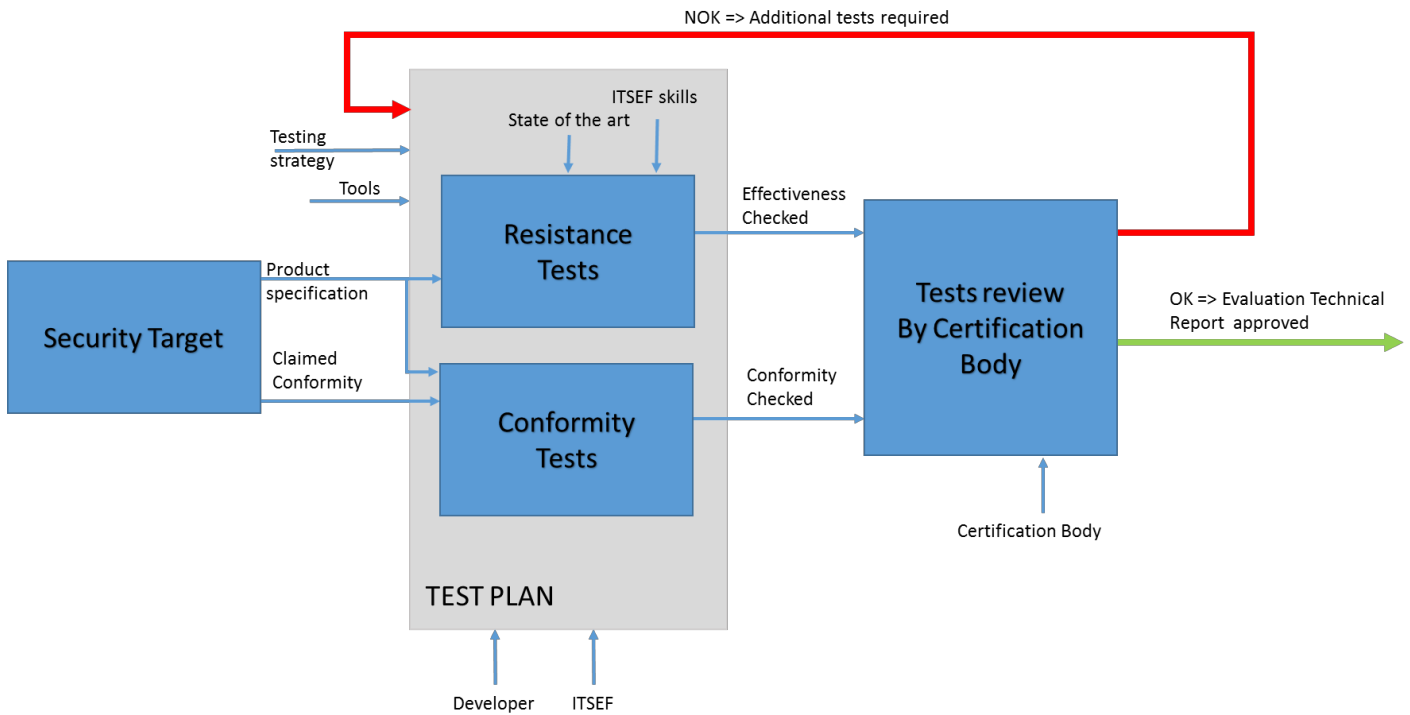 NOK => Additional tests required
ITSEF skills
State of the art
Testing
strategy
Tools
Resistance
Tests
Effectiveness
Checked
Product
specification
Security Target
Claimed
Conformity
Conformity
Tests
Conformity
Checked
Tests review
By Certification
Body
OK => Evaluation Technical
Report approved
Certification Body
TEST PLAN
Developer
ITSEF